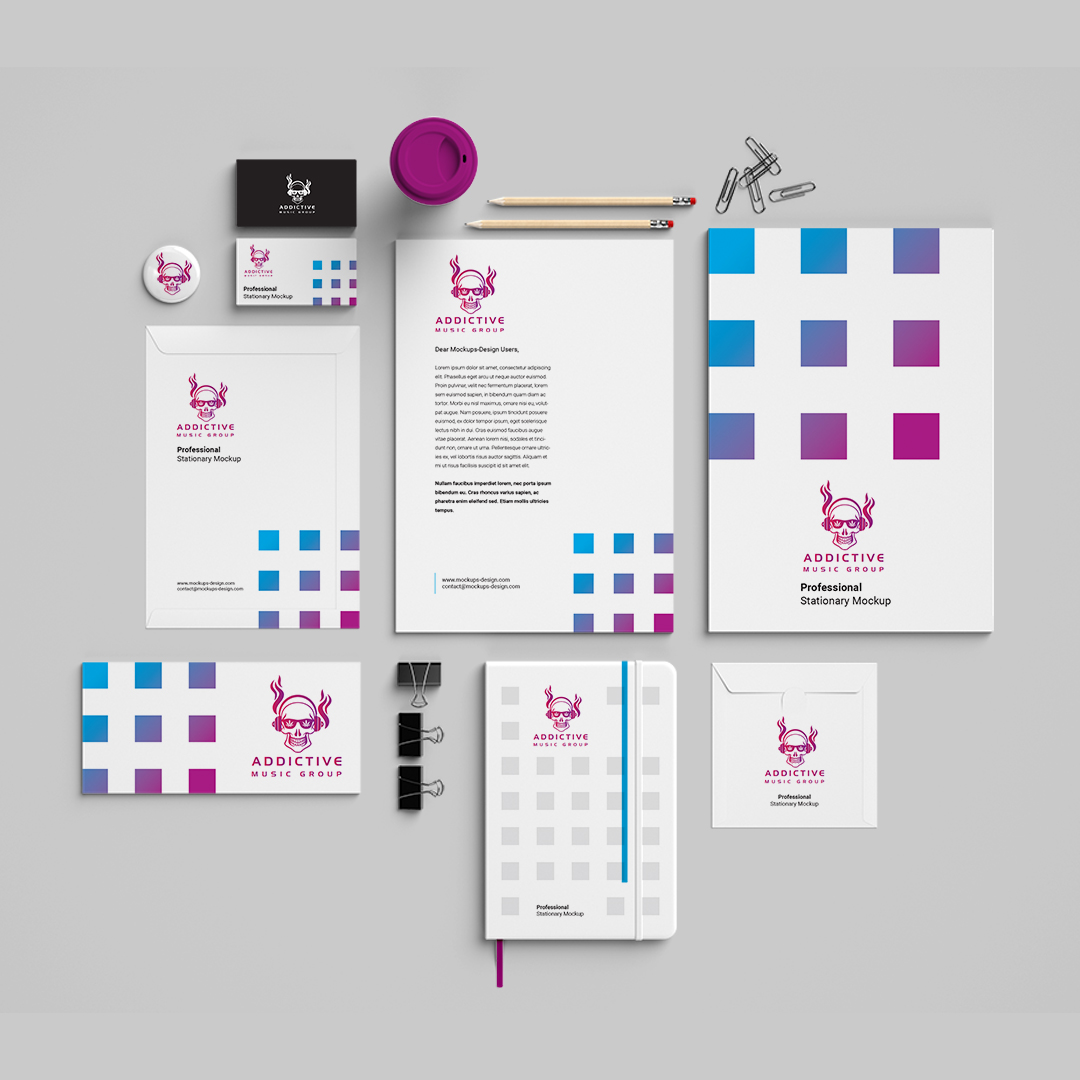 ADDICTIVE
MUSIC GROUP
ADDICTIVE
MUSIC GROUP
Professional
Stationary Mockup
ADDICTIVE
MUSIC GROUP
Professional
Stationary Mockup
www.mockups-design.com
contact@mockups-design.com
ADDICTIVE
MUSIC GROUP
Dear Mockups-Design Users,
Lorem ipsum dolor sit amet, consectetur adipiscing
elit. Phasellus eget arcu ut neque auctor euismod.
Proin pulvinar, velit nec fermentum placerat, lorem
sem euismod sapien, in bibendum quam diam ac
tortor. Morbi eu nisl maximus, ornare nisi eu, volut-
pat augue. Nam posuere, ipsum tincidunt posuere
euismod, ex dolor tempor ipsum, eget scelerisque
lectus nibh in dui. Cras euismod faucibus augue
vitae placerat. Aenean lorem nisi, sodales et tinci-
dunt non, ornare ut urna. Pellentesque ornare ultric-
ies ex, vel lobortis risus auctor sagittis. Aliquam et
mi ut risus facilisis suscipit id sit amet elit.
Nullam faucibus imperdiet lorem, nec porta ipsum
bibendum eu. Cras rhoncus varius sapien, ac
pharetra enim eleifend sed. Etiam mollis ultricies
tempus.
www.mockups-design.com
contact@mockups-design.com
ADDICTIVE
MUSIC GROUP
Professional
Stationary Mockup
ADDICTIVE
MUSIC GROUP
ADDICTIVE
MUSIC GROUP
Professional
Stationary Mockup
ADDICTIVE
MUSIC GROUP
Professional
Stationary Mockup